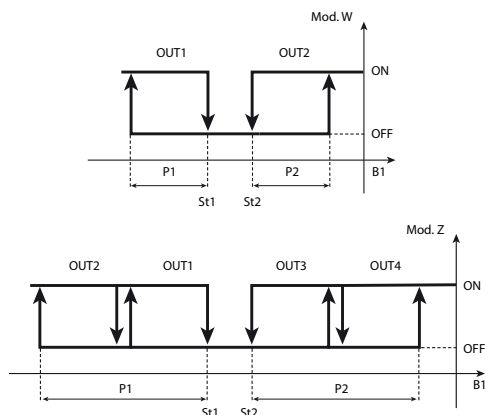 Mod. W
OUT1 OUT2
ON
OFF
P1 P2 B1
St1 St2
Mod. Z
OUT2 OUT1 OUT3 OUT4
ON
OFF
P1 P2 B1
St1 St2